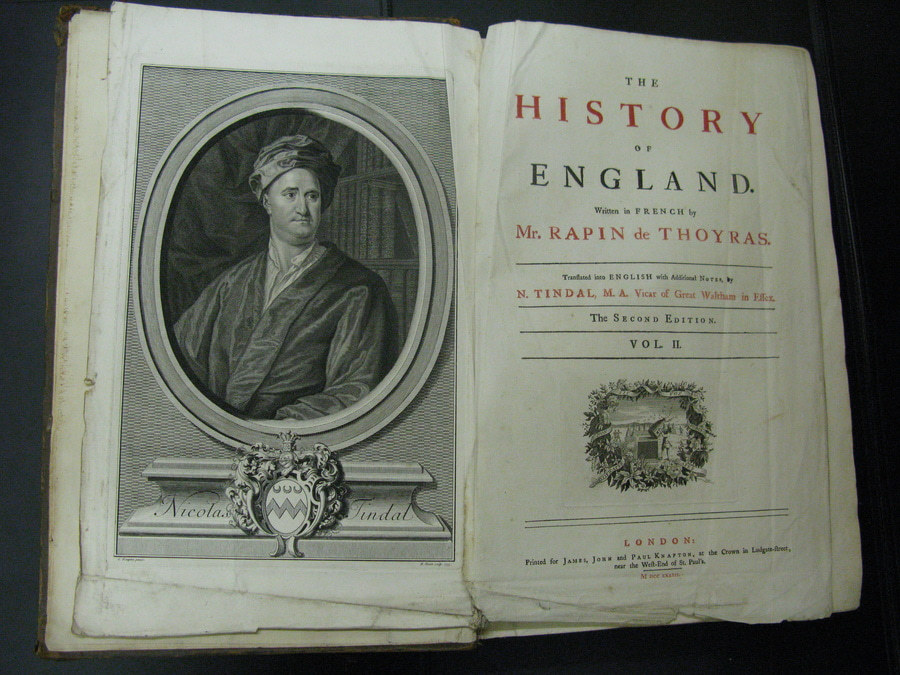 Nicolas Tindal
THE
HISTORY
OF
ENGLAND.
Written in FRENCH by
Mr. RAPIN de THOYRAS.
Tranſlated into ENGLISH with Additional NOTES, by
N. TINDAL, M. A. Vicar of Great Waltham in Eſſex.
The SECOND EDITION.
VOL. II.
LONDON:
Printed for JAMES, JOHN and PAUL KNAPTON, at the Crown in Ludgate-ſtreet,
near the Weſt-End of St. Paul's.